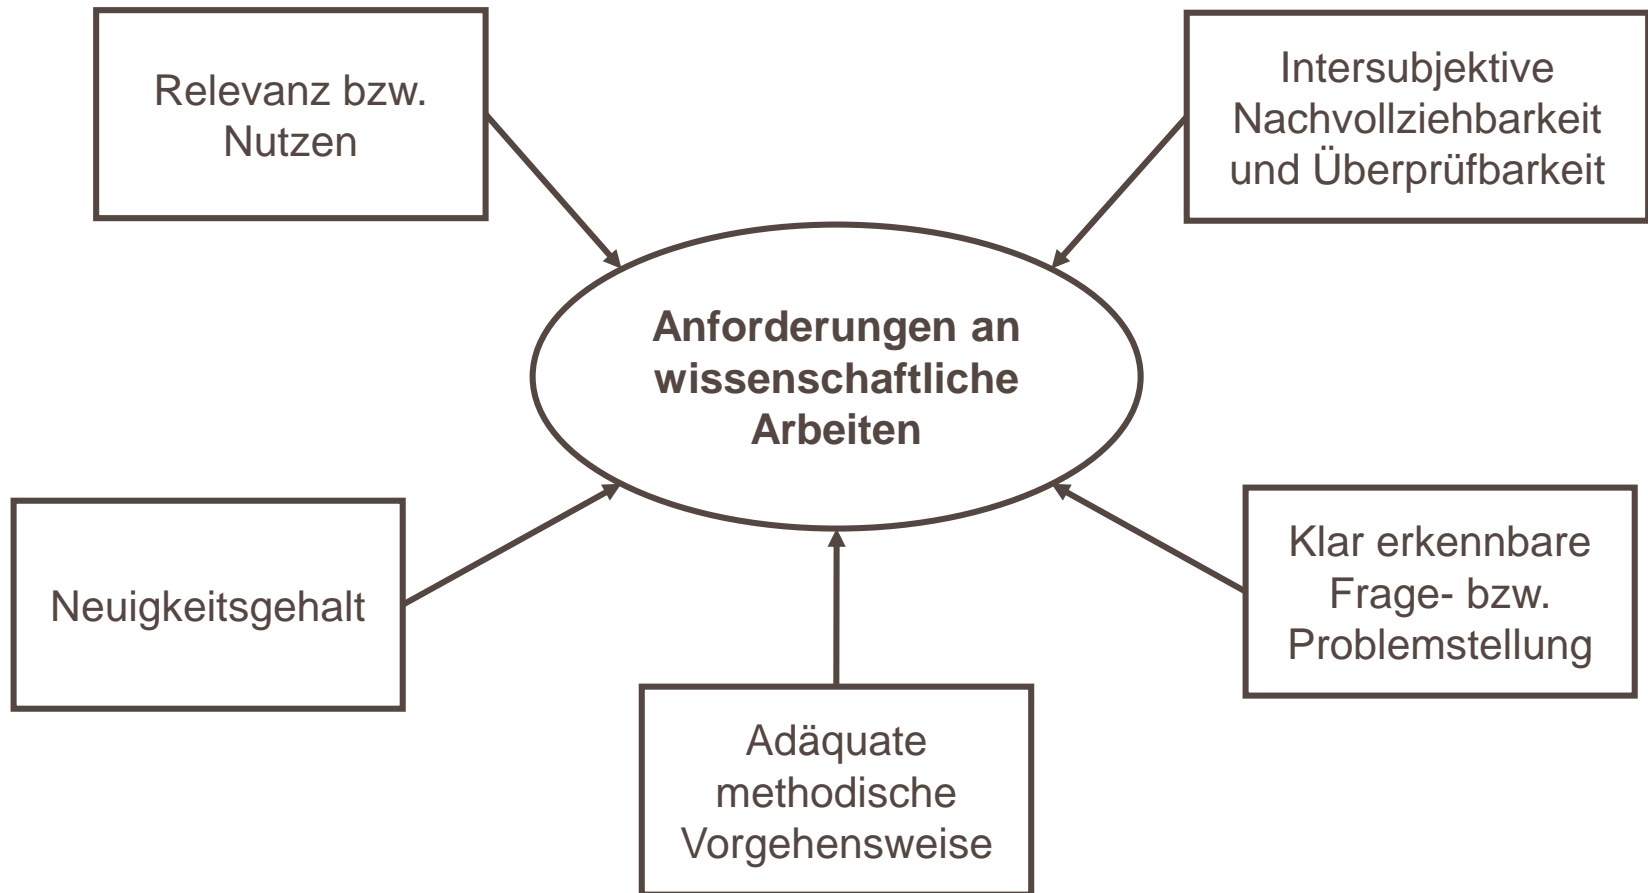 Relevanz bzw.
Nutzen
Intersubjektive
Nachvollziehbarkeit
und Überprüfbarkeit
Anforderungen an
wissenschaftliche
Arbeiten
Neuigkeitsgehalt
Klar erkennbare
Frage- bzw.
Problemstellung
Adäquate
methodische
Vorgehensweise